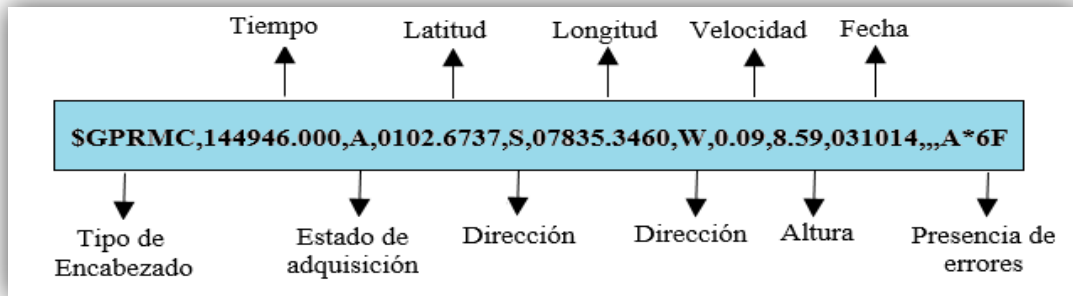 Tiempo Latitud Longitud Velocidad Fecha
$GPRMC,144946.000,A,0102.6737,S,07835.3460,W,0.09,8.59,031014,,,A*6F
Tipo de Encabezado
Estado de adquisición
Dirección
Dirección
Altura
Presencia de errores